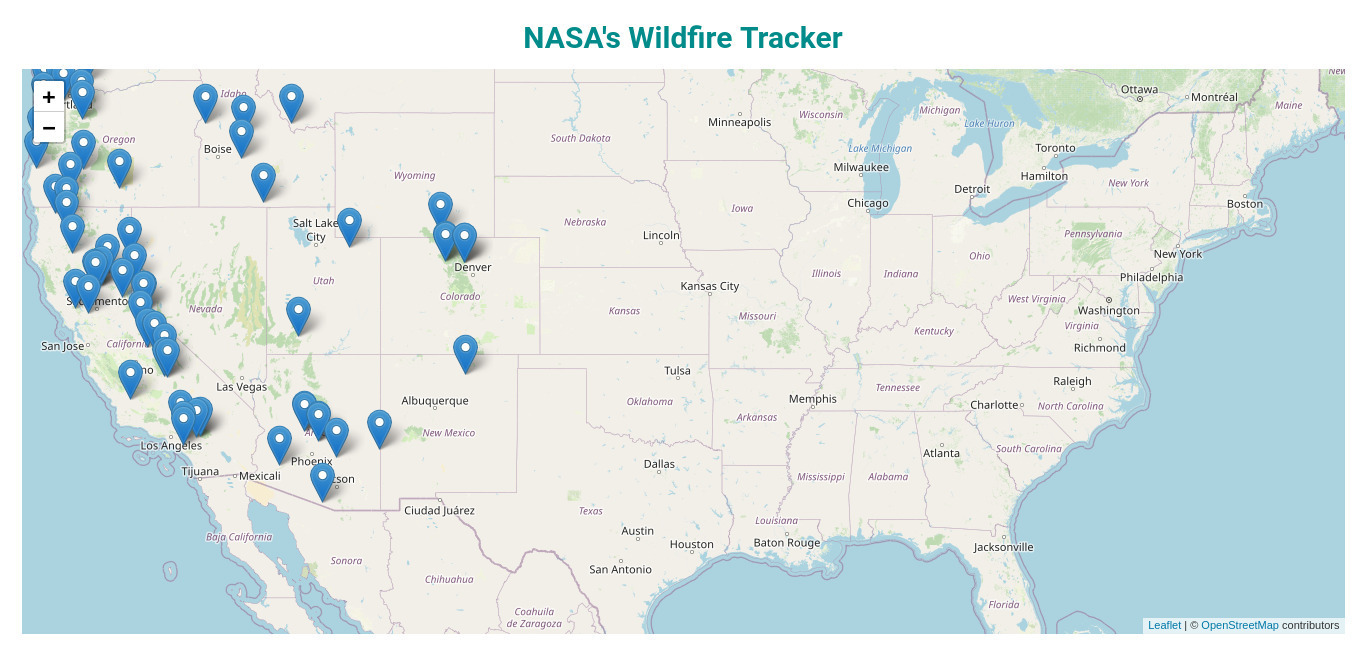 NASA's Wildfire Tracker
+
−
Idaho
Oregon
Boise
Wyoming
South Dakota
Minneapolis
Wisconsin
Michigan
Lake Huron
Ottawa
Montréal
Maine
Lake Michigan
Milwaukee
Toronto
Hamilton
Detroit
New York
Chicago
Boston
Salt Lake
City
Nebraska
Iowa
Lincoln
Pennsylvania
New York
Denver
Utah
Ohio
Illinois
Indiana
Philadelphia
Nevada
Colorado
Kansas City
Kansas
Missouri
West Virginia
Washington
Virginia
Kentucky
Richmond
San Jose
Las Vegas
Tulsa
Tennessee
Raleigh
Albuquerque
Oklahoma
Memphis
Charlotte
North Carolina
Arkansas
New Mexico
Los Angeles
Atlanta
South Carolina
Phoenix
Dallas
Tijuana
Mexicali
Mississippi
Alabama
Ciudad Juárez
Texas
Louisiana
Baja California
Austin
Houston
Baton Rouge
Jacksonville
Sonora
San Antonio
Chihuahua
Florida
Coahuila
de Zaragoza
Leaflet | © OpenStreetMap contributors